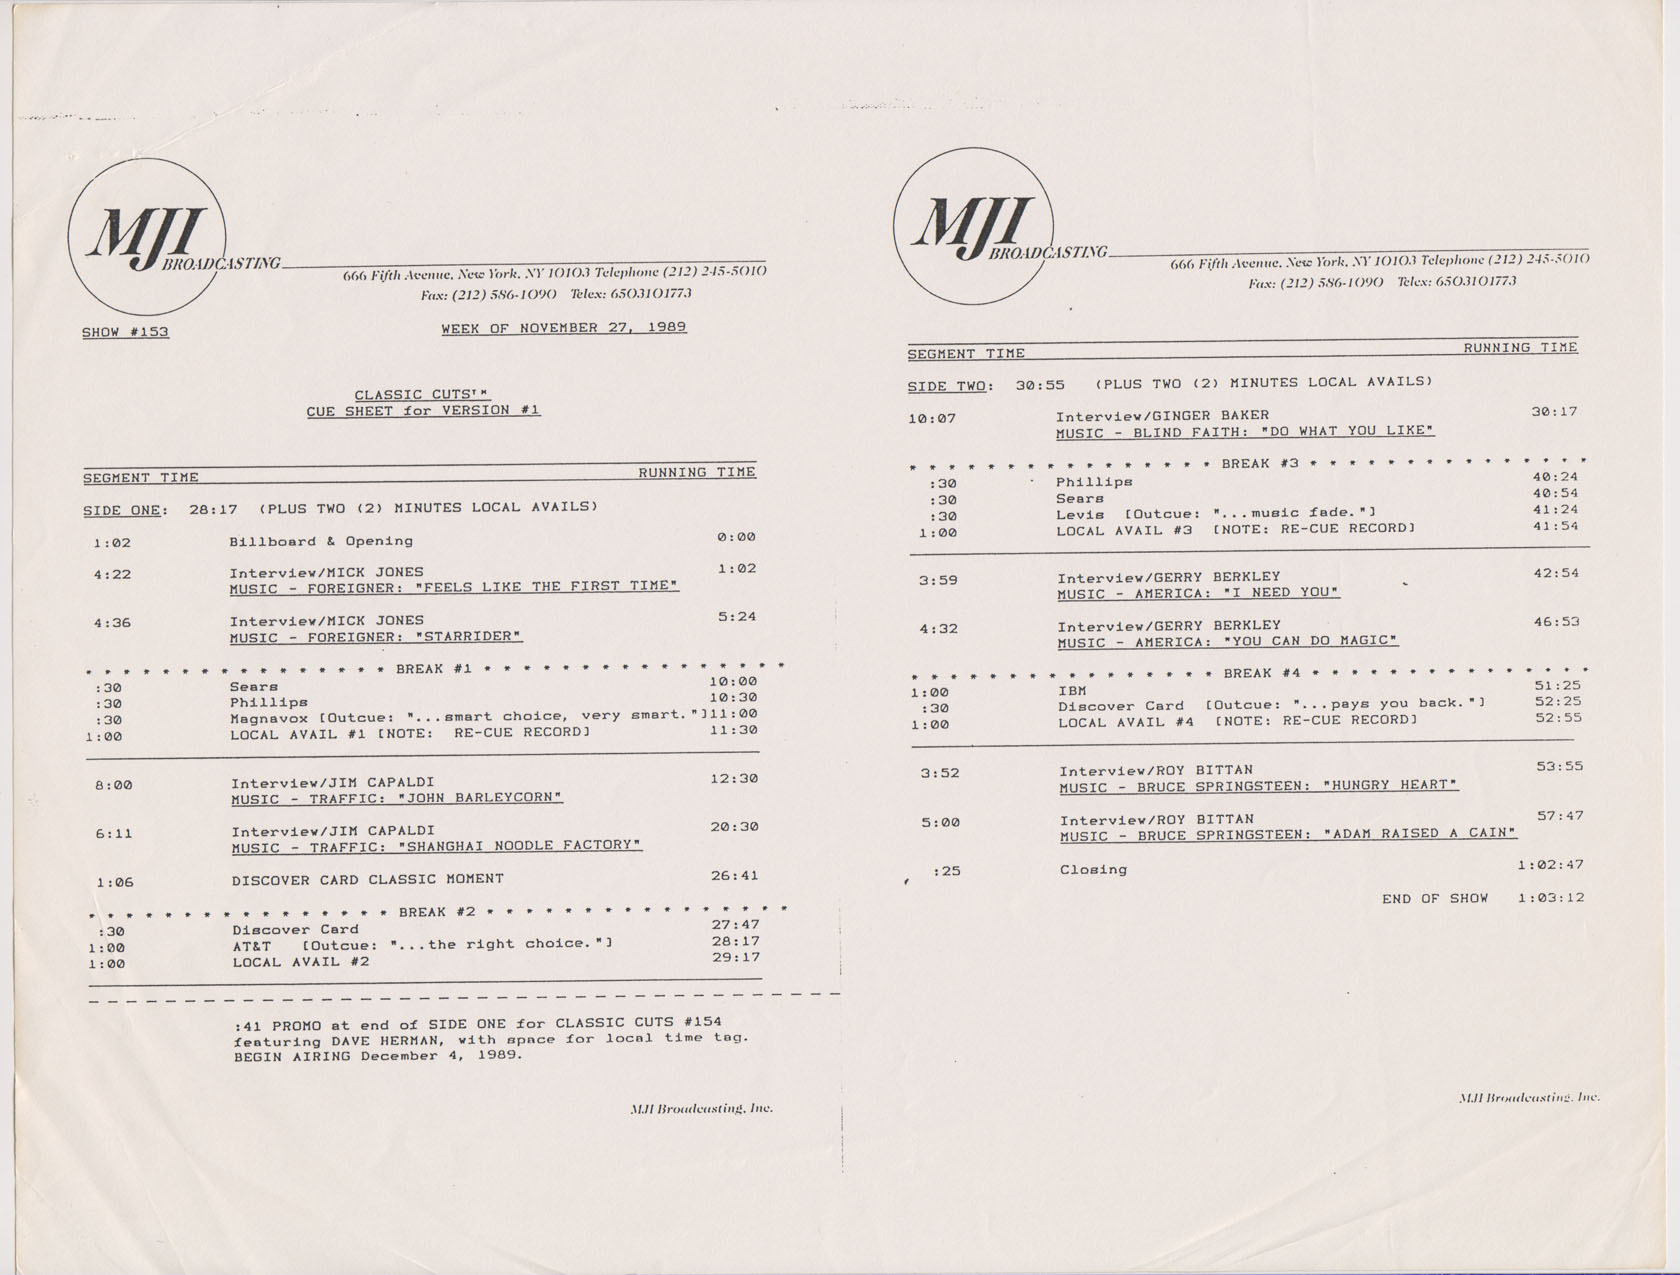 MJI
BROADCASTING
666 Fifth Avenue, New York, NY 10103 Telephone (212) 245-5010
Fax: (212) 586-1090 Telex: 6503101773
SHOW #153 WEEK OF NOVEMBER 27, 1989
CLASSIC CUTS™
CUE SHEET for VERSION #1
SEGMENT TIME RUNNING TIME
SIDE ONE: 28:17 (PLUS TWO (2) MINUTES LOCAL AVAILS)
1:02 Billboard & Opening 0:00
4:22 Interview/MICK JONES 1:02
MUSIC - FOREIGNER: "FEELS LIKE THE FIRST TIME"
4:36 Interview/MICK JONES 5:24
MUSIC - FOREIGNER: "STARRIDER"
* * * * * * * * * * * * * * * * BREAK #1 * * * * * * * * * * * * * * * *
:30 Sears 10:00
:30 Phillips 10:30
:30 Magnavox [Outcue: "...smart choice, very smart."] 11:00
1:00 LOCAL AVAIL #1 [NOTE: RE-CUE RECORD] 11:30
8:00 Interview/JIM CAPALDI 12:30
MUSIC - TRAFFIC: "JOHN BARLEYCORN"
6:11 Interview/JIM CAPALDI 20:30
MUSIC - TRAFFIC: "SHANGHAI NOODLE FACTORY"
1:06 DISCOVER CARD CLASSIC MOMENT 26:41
* * * * * * * * * * * * * * * * BREAK #2 * * * * * * * * * * * * * * * *
:30 Discover Card 27:47
1:00 AT&T [Outcue: "...the right choice."] 28:17
1:00 LOCAL AVAIL #2 29:17
:41 PROMO at end of SIDE ONE for CLASSIC CUTS #154
featuring DAVE HERMAN, with space for local time tag.
BEGIN AIRING December 4, 1989.
MJI Broadcasting, Inc.
MJI
BROADCASTING
666 Fifth Avenue, New York, NY 10103 Telephone (212) 245-5010
Fax: (212) 586-1090 Telex: 6503101773
SEGMENT TIME RUNNING TIME
SIDE TWO: 30:55 (PLUS TWO (2) MINUTES LOCAL AVAILS)
10:07 Interview/GINGER BAKER 30:17
MUSIC - BLIND FAITH: "DO WHAT YOU LIKE"
* * * * * * * * * * * * * * * * BREAK #3 * * * * * * * * * * * * * * *
:30 Phillips 40:24
:30 Sears 40:54
:30 Levis [Outcue: "...music fade."] 41:24
1:00 LOCAL AVAIL #3 [NOTE: RE-CUE RECORD] 41:54
3:59 Interview/GERRY BERKLEY 42:54
MUSIC - AMERICA: "I NEED YOU"
4:32 Interview/GERRY BERKLEY 46:53
MUSIC - AMERICA: "YOU CAN DO MAGIC"
* * * * * * * * * * * * * * * * BREAK #4 * * * * * * * * * * * * * * *
1:00 IBM 51:25
:30 Discover Card [Outcue: "...pays you back."] 52:25
1:00 LOCAL AVAIL #4 [NOTE: RE-CUE RECORD] 52:55
3:52 Interview/ROY BITTAN 53:55
MUSIC - BRUCE SPRINGSTEEN: "HUNGRY HEART"
5:00 Interview/ROY BITTAN 57:47
MUSIC - BRUCE SPRINGSTEEN: "ADAM RAISED A CAIN"
:25 Closing 1:02:47
END OF SHOW 1:03:12
MJI Broadcasting, Inc.